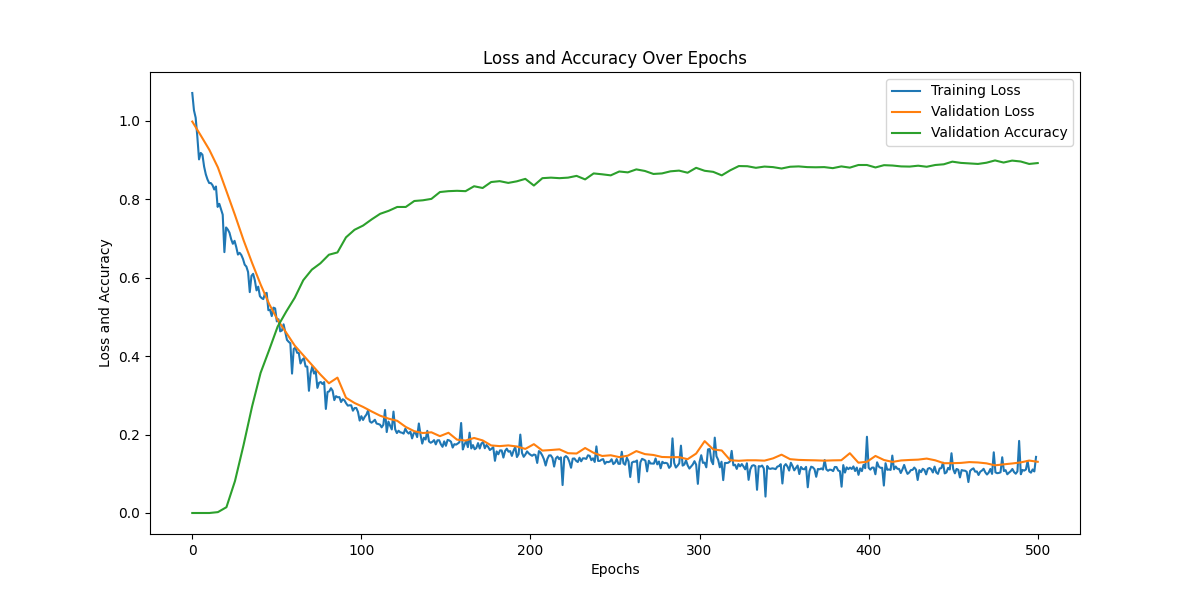 Loss and Accuracy Over Epochs
Training Loss
Validation Loss
Validation Accuracy
Loss and Accuracy
1.0
0.8
0.6
0.4
0.2
0.0
0 100 200 300 400 500
Epochs